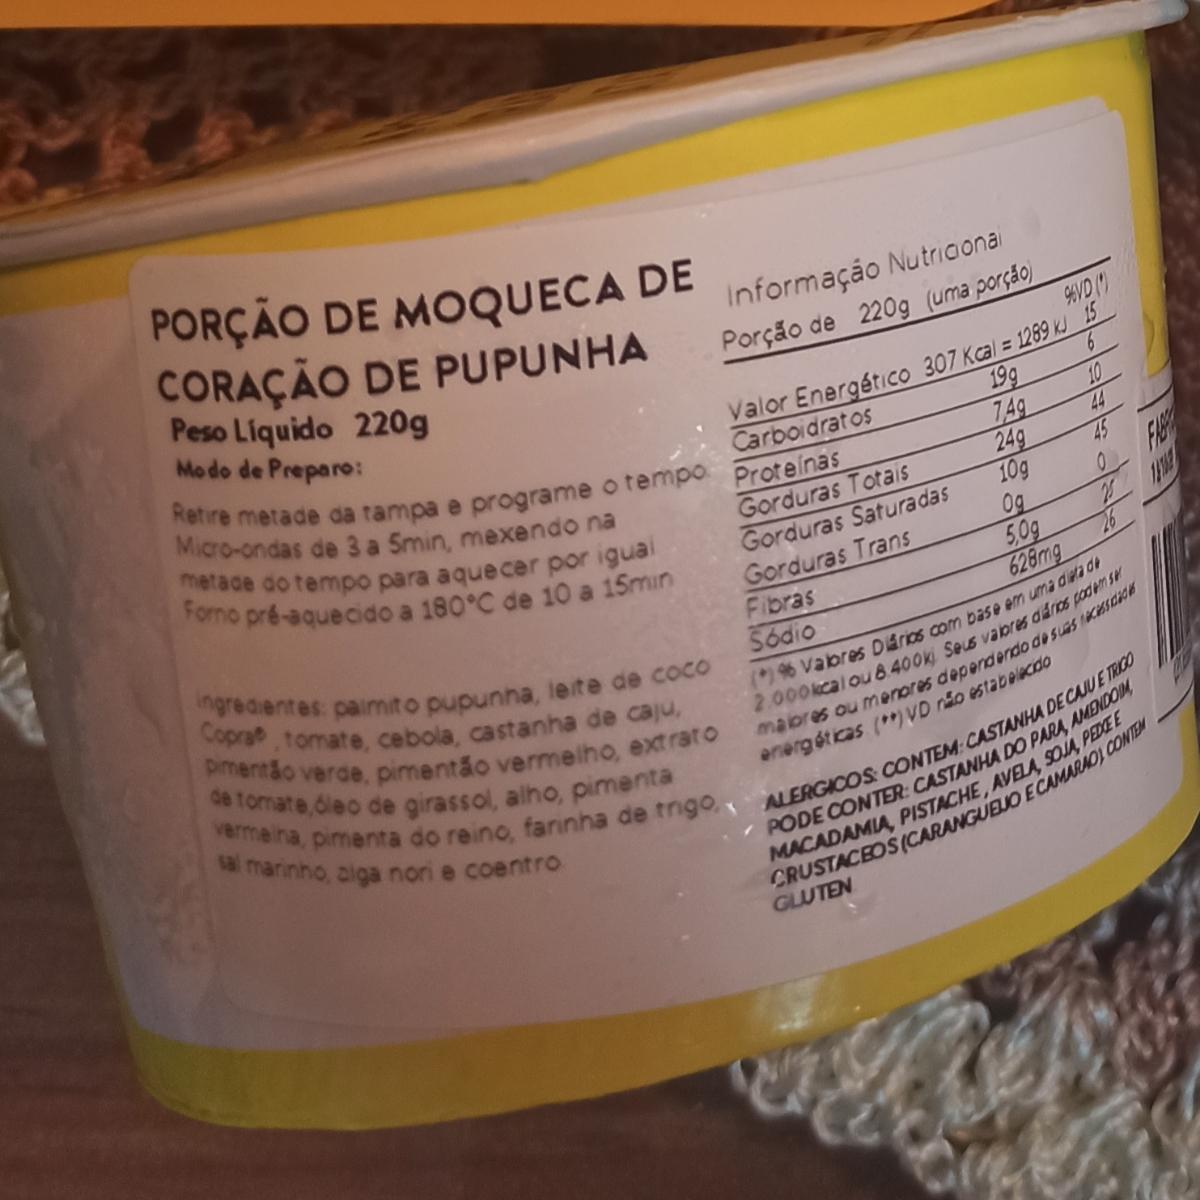 PORÇÃO DE MOQUECA DE
CORAÇÃO DE PUPUNHA
Peso Líquido 220g
Modo de Preparo:
Retire metade da tampa e programe o tempo
Micro-ondas de 3 a 5min, mexendo na
metade do tempo para aquecer por igual
Forno pré-aquecido a 180°C de 10 a 15min
Ingredientes: palmito pupunha, leite de coco
Copra®, tomate, cebola, castanha de caju,
pimentão verde, pimentão vermelho, extrato
de tomate, óleo de girassol, alho, pimenta
vermelha, pimenta do reino, farinha de trigo,
sal marinho, alga nori e coentro
Informação Nutricional
Porção de 220g (uma porção)
%VD (*)
Valor Energético 307 Kcal = 1289 kJ 15
Carboidratos 19g 6
Proteínas 7,4g 10
Gorduras Totais 24g 44
Gorduras Saturadas 10g 45
Gorduras Trans 0g 0
Fibras 5,0g 25
Sódio 628mg 26
(*) % Valores Diários com base em uma dieta de
2.000kcal ou 8.400kj. Seus valores diários podem ser
maiores ou menores dependendo de suas necessidades
energéticas (**) VD não estabelecido
ALERGICOS: CONTEM: CASTANHA DE CAJU E TRIGO
PODE CONTER: CASTANHA DO PARA, AMENDOIM,
MACADAMIA, PISTACHE, AVELA, SOJA, PEIXE E
CRUSTACEOS (CARANGUEIJO E CAMARAO). CONTEM
GLUTEN